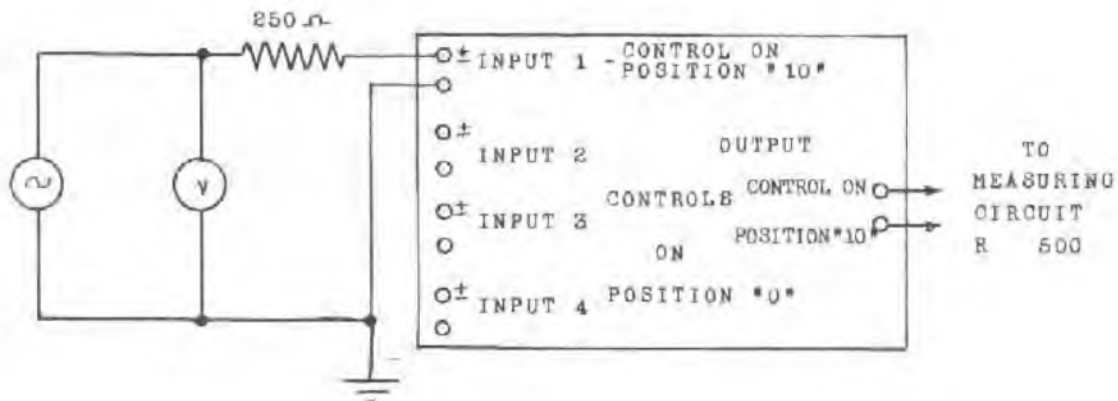 250 Ω
± INPUT 1 - CONTROL ON
POSITION "10"
±
INPUT 2
OUTPUT
±
INPUT 3
CONTROLS
ON
POSITION "0"
CONTROL ON
POSITION "10"
±
INPUT 4
V
TO
MEASURING
CIRCUIT
R 500